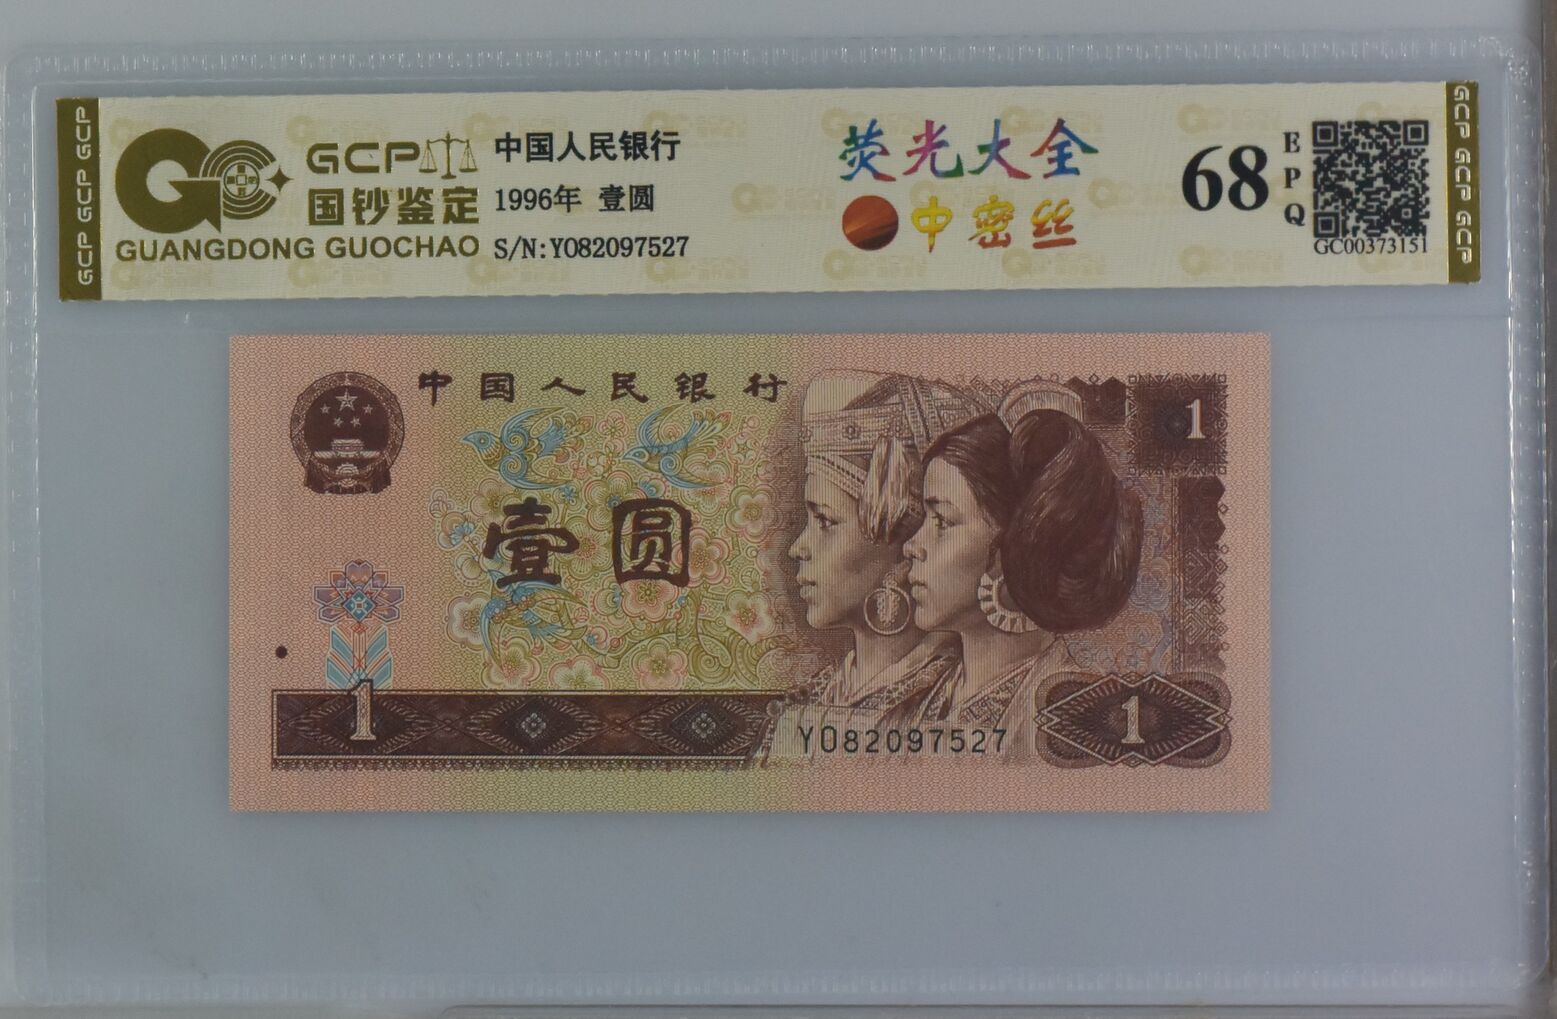 GCP GCP GCP
GCP
国钞鉴定
GUANGDONG GUOCHAO
中国人民银行
1996年 壹圆
S/N:YO82097527
荧光大全
中密丝
68
EPQ
GC00373151
GCP GCP GCP
中国人民银行
1
壹圆
1
YO82097527
1